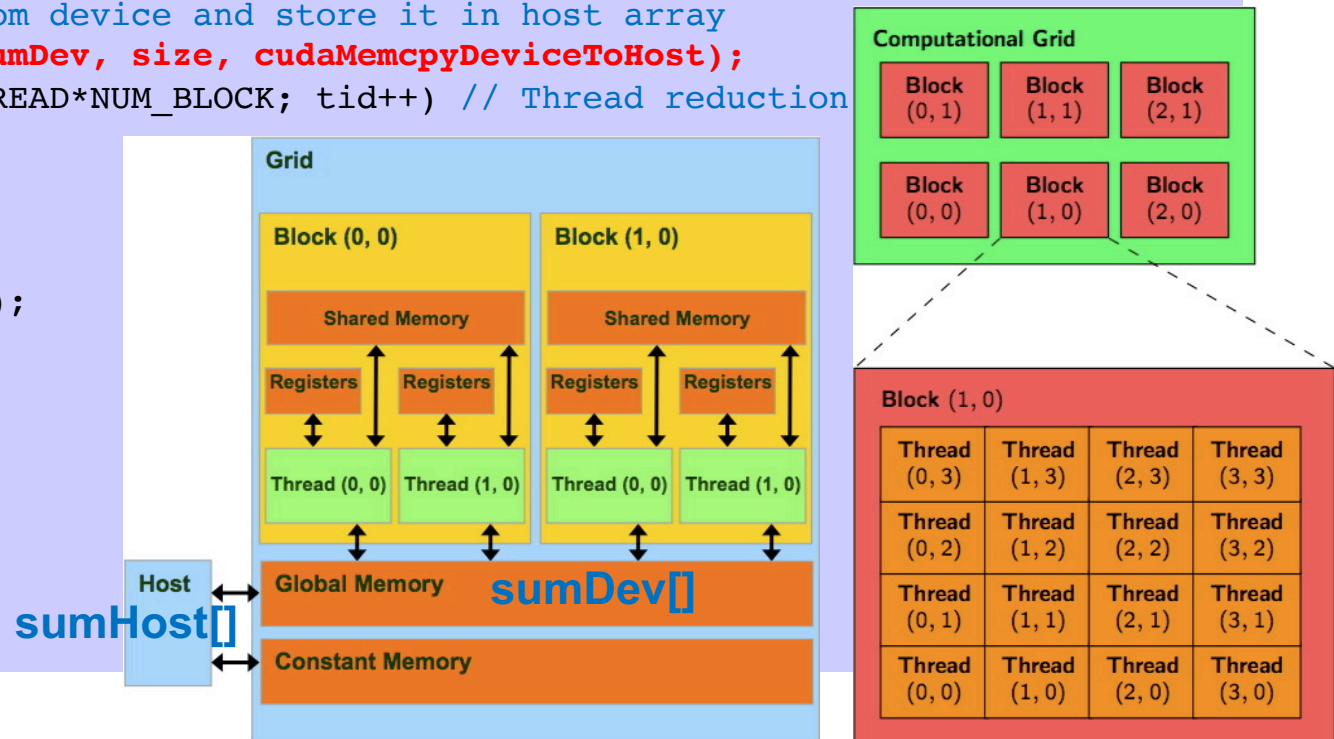 om device and store it in host array
umDev, size, cudaMemcpyDeviceToHost);
READ*NUM_BLOCK; tid++) // Thread reduction
);
Grid
Block (0, 0)
Block (1, 0)
Shared Memory
Shared Memory
Registers
Registers
Registers
Registers
Thread (0, 0)
Thread (1, 0)
Thread (0, 0)
Thread (1, 0)
Host
Global Memory
sumDev[]
sumHost[]
Constant Memory
Computational Grid
Block
(0, 1)
Block
(1, 1)
Block
(2, 1)
Block
(0, 0)
Block
(1, 0)
Block
(2, 0)
Block (1, 0)
Thread
(0, 3)
Thread
(1, 3)
Thread
(2, 3)
Thread
(3, 3)
Thread
(0, 2)
Thread
(1, 2)
Thread
(2, 2)
Thread
(3, 2)
Thread
(0, 1)
Thread
(1, 1)
Thread
(2, 1)
Thread
(3, 1)
Thread
(0, 0)
Thread
(1, 0)
Thread
(2, 0)
Thread
(3, 0)